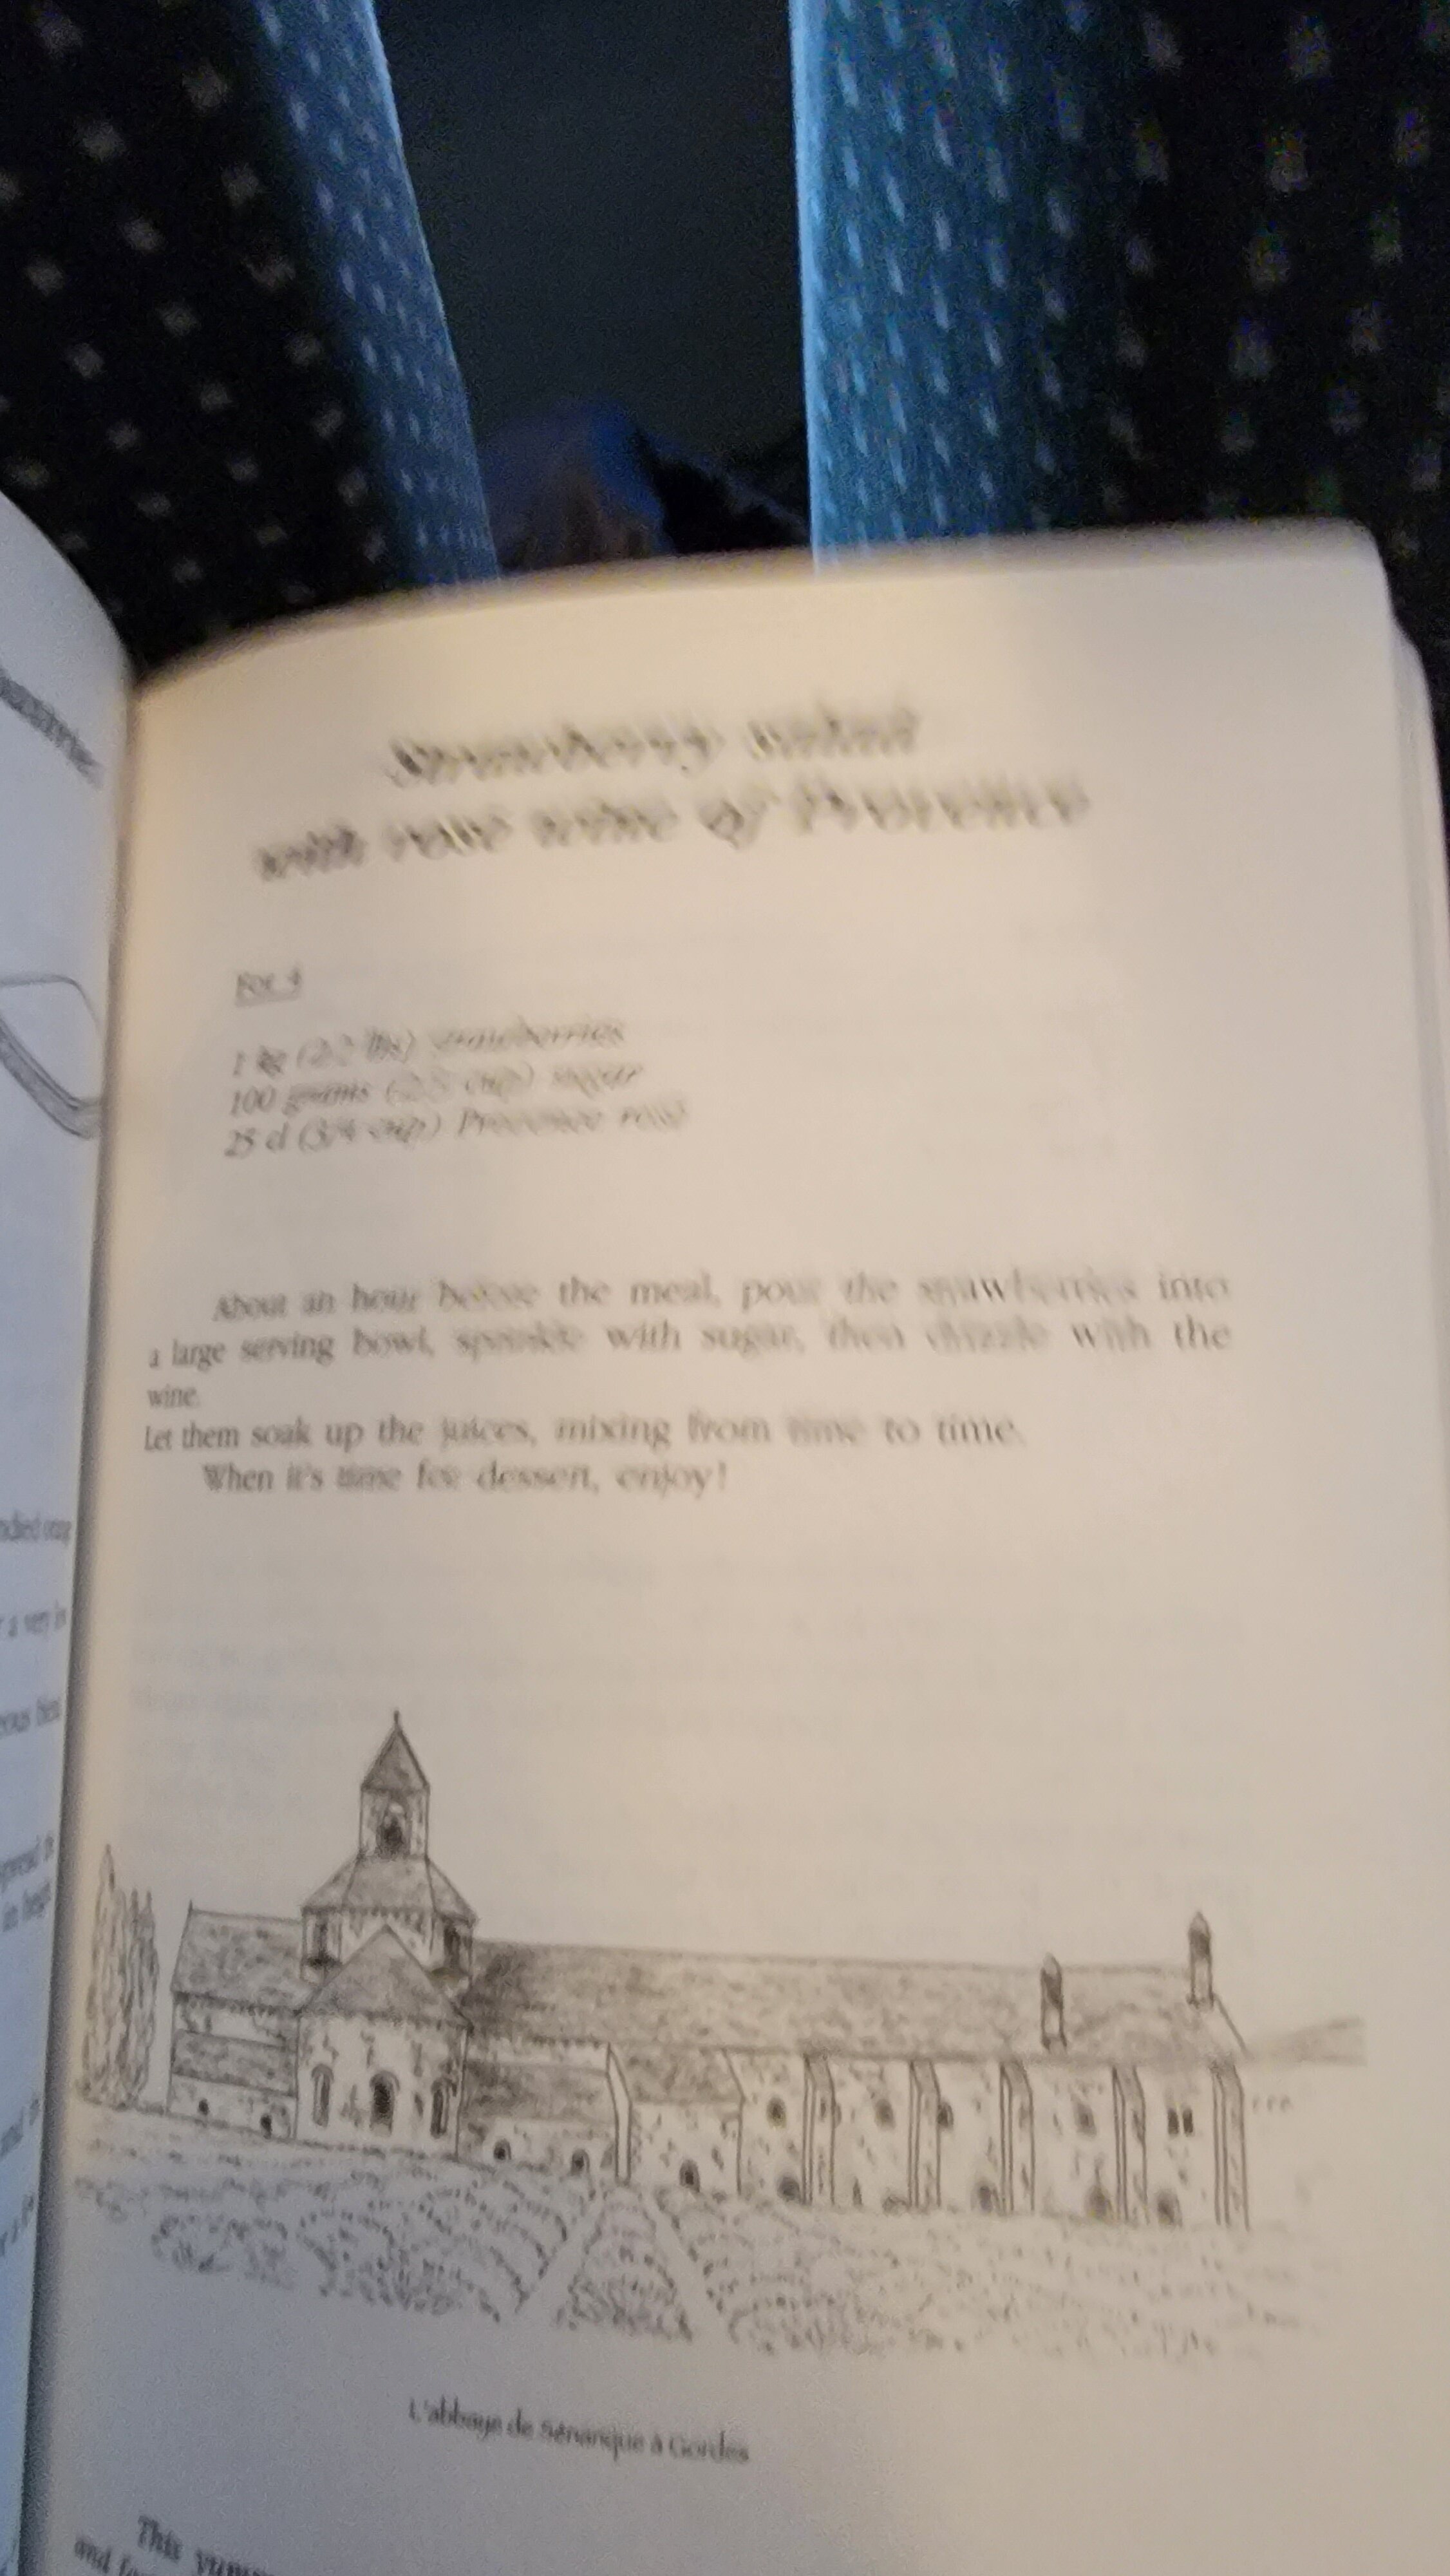 Strawberry salad
with rosé wine of Provence
For 4
1 kg (2.2 lbs) strawberries
100 grams cup) sugar
25 cl (3/4 cup) Provence rosé
About an hour before the meal, pour the strawberries into
a large serving bowl, sprinkle with sugar, then drizzle with the
wine.
Let them soak up the juices, mixing from time to time.
When it's time for dessert, enjoy!
L'abbaye de Sénanque à Gordes
This
and